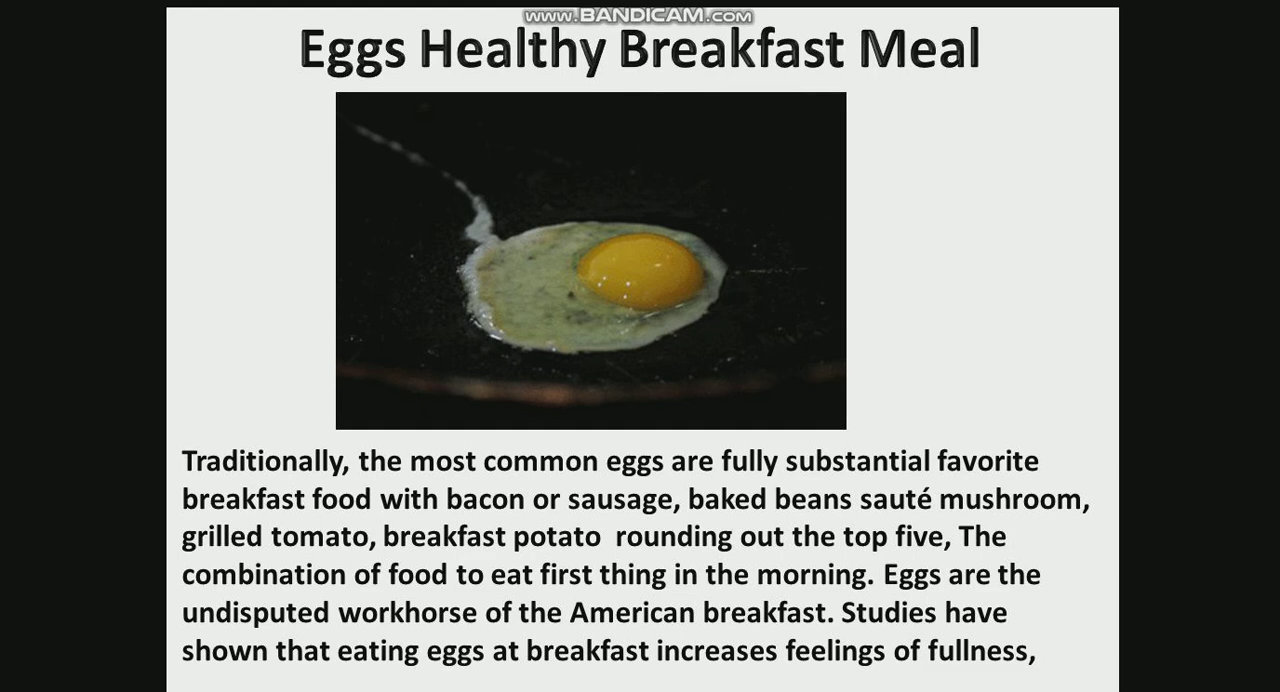 www.BANDICAM.com
Eggs Healthy Breakfast Meal
Traditionally, the most common eggs are fully substantial favorite
breakfast food with bacon or sausage, baked beans sauté mushroom,
grilled tomato, breakfast potato  rounding out the top five, The
combination of food to eat first thing in the morning. Eggs are the
undisputed workhorse of the American breakfast. Studies have
shown that eating eggs at breakfast increases feelings of fullness,